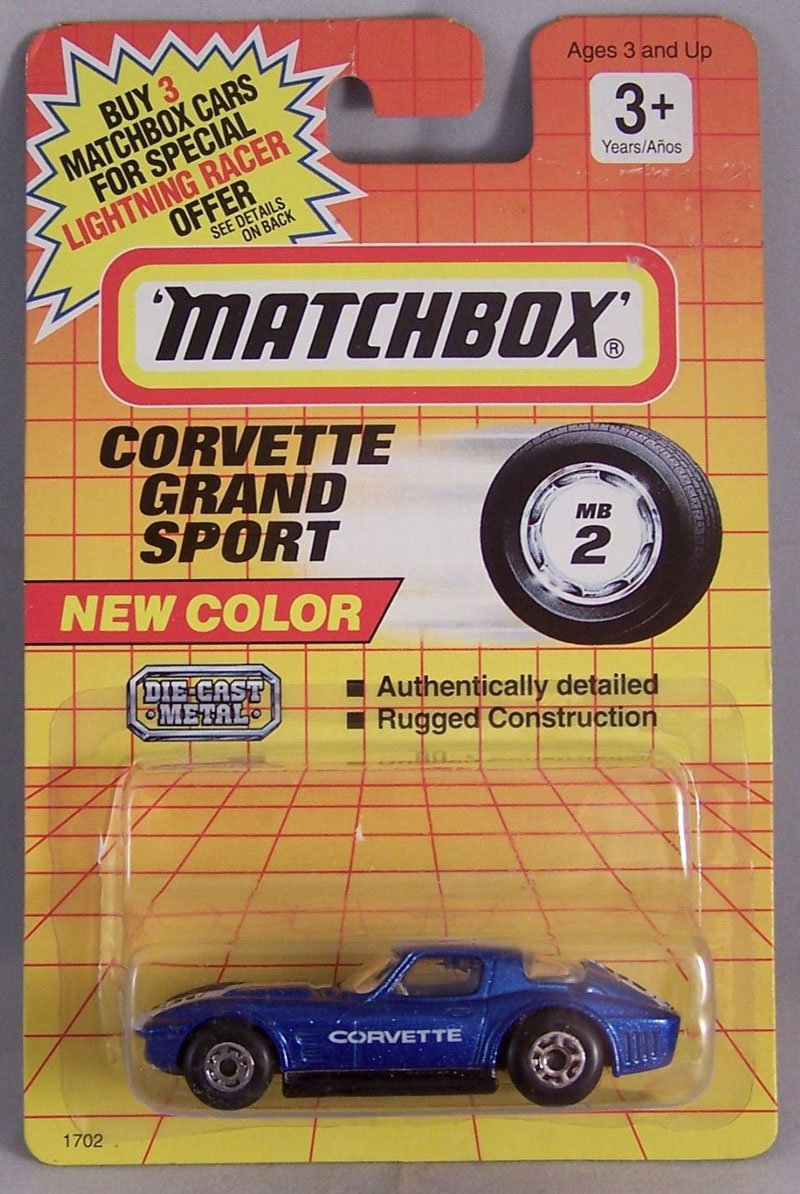 BUY 3
MATCHBOX CARS
FOR SPECIAL
LIGHTNING RACER
OFFER
SEE DETAILS
ON BACK
Ages 3 and Up
3+
Years/Años
'MATCHBOX'®
CORVETTE
GRAND
SPORT
MB
2
NEW COLOR
DIE-CAST
·METAL·
■ Authentically detailed
■ Rugged Construction
CORVETTE
1702